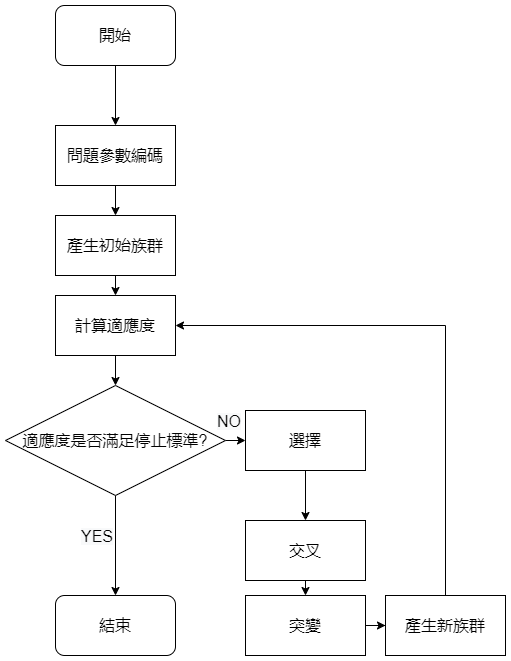 開始
問題參數編碼
產生初始族群
計算適應度
適應度是否滿足停止標準?
NO
選擇
交叉
YES
結束
突變
產生新族群